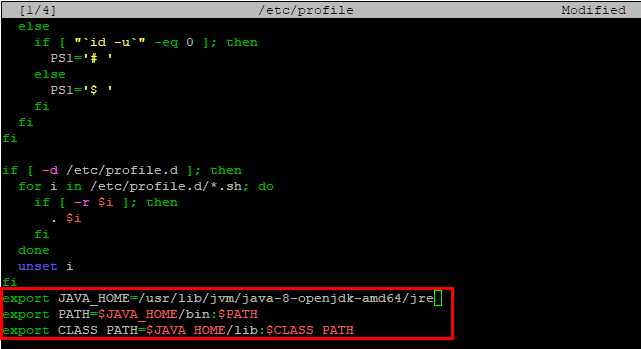 [1/4] /etc/profile Modified
else
if [ "`id -u`" -eq 0 ]; then
PS1='# '
else
PS1='$ '
fi
fi
fi
if [ -d /etc/profile.d ]; then
for i in /etc/profile.d/*.sh; do
if [ -r $i ]; then
. $i
fi
done
unset i
fi
export JAVA_HOME=/usr/lib/jvm/java-8-openjdk-amd64/jre
export PATH=$JAVA_HOME/bin:$PATH
export CLASS_PATH=$JAVA_HOME/lib:$CLASS_PATH